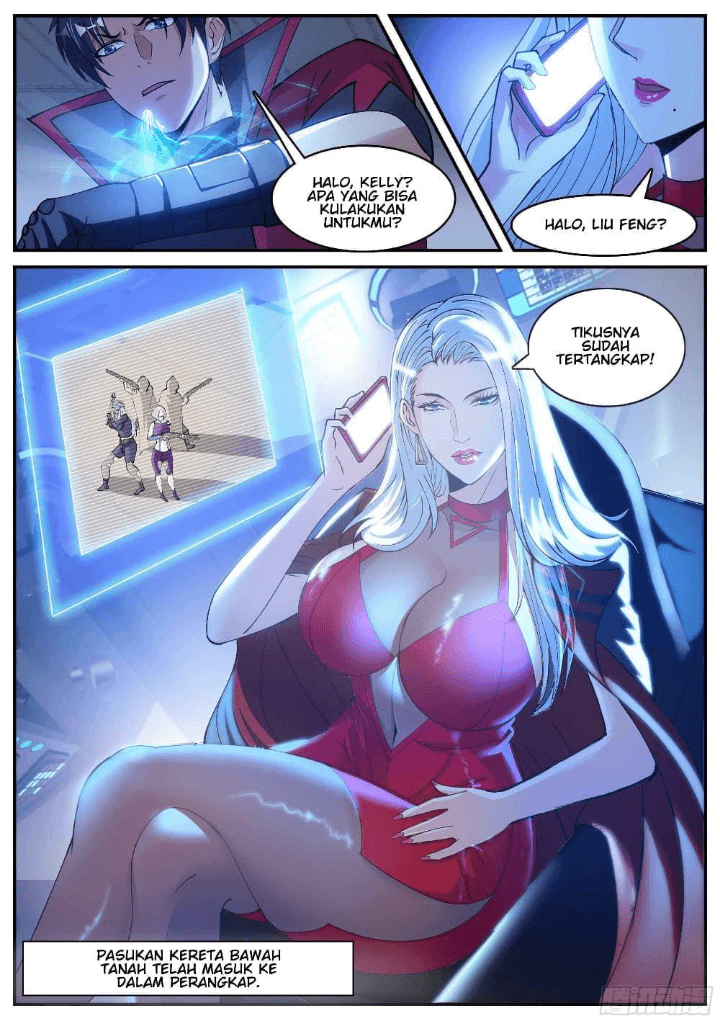 HALO, KELLY?
APA YANG BISA
KULAKUKAN
UNTUKMU?
HALO, LIU FENG?
TIKUSNYA
SUDAH
TERTANGKAP!
PASUKAN KERETA BAWAH
TANAH TELAH MASUK KE
DALAM PERANGKAP.